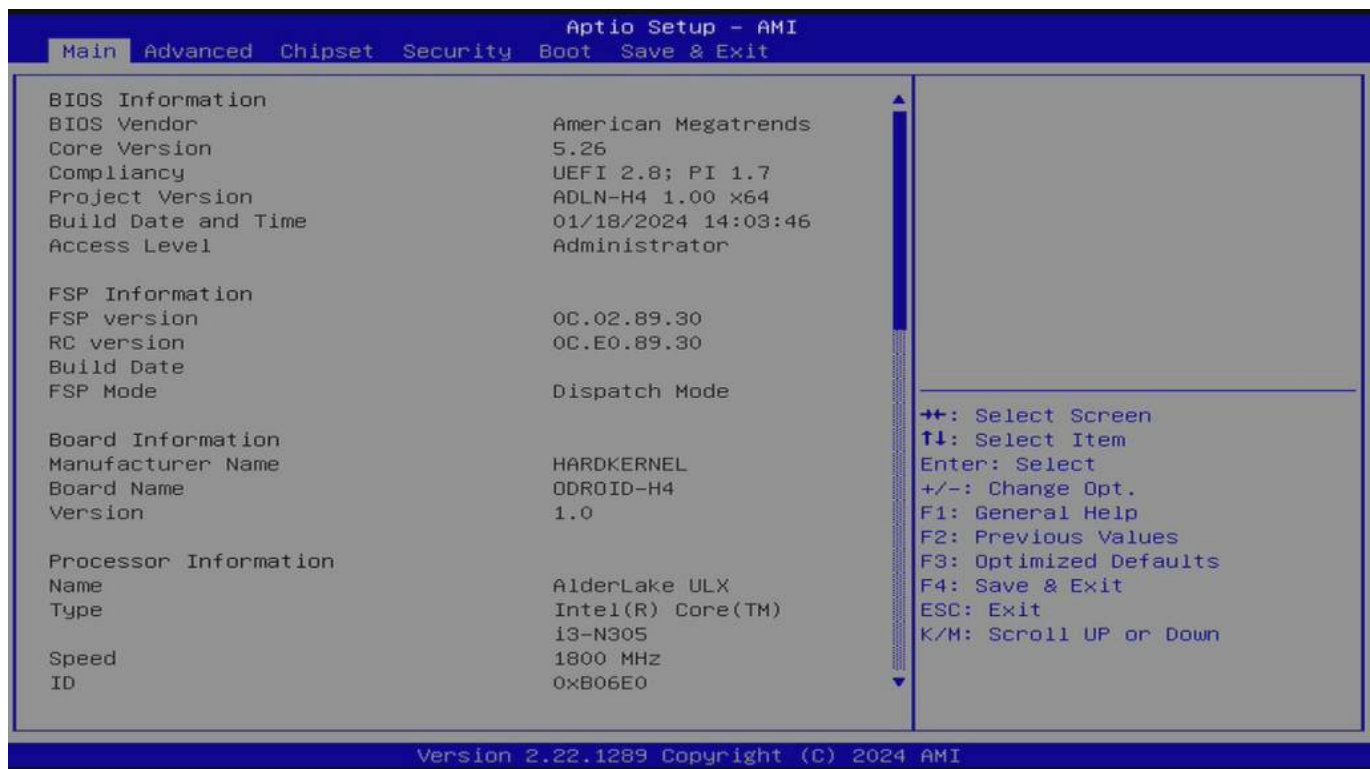 Aptio Setup – AMI
Main Advanced Chipset Security Boot Save & Exit
BIOS Information
BIOS Vendor American Megatrends
Core Version 5.26
Compliancy UEFI 2.8; PI 1.7
Project Version ADLN-H4 1.00 x64
Build Date and Time 01/18/2024 14:03:46
Access Level Administrator
FSP Information
FSP version 0C.02.89.30
RC version 0C.E0.89.30
Build Date
FSP Mode Dispatch Mode
Board Information
Manufacturer Name HARDKERNEL
Board Name ODROID-H4
Version 1.0
Processor Information
Name AlderLake ULX
Type Intel(R) Core(TM)
i3-N305
Speed 1800 MHz
ID 0xB06E0
→←: Select Screen
↑↓: Select Item
Enter: Select
+/-: Change Opt.
F1: General Help
F2: Previous Values
F3: Optimized Defaults
F4: Save & Exit
ESC: Exit
K/M: Scroll UP or Down
Version 2.22.1289 Copyright (C) 2024 AMI